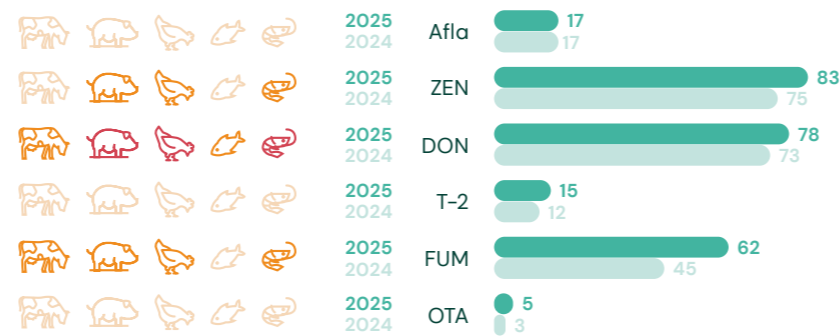 2025 Afla 17
2024 17
2025 ZEN 83
2024 75
2025 DON 78
2024 73
2025 T-2 15
2024 12
2025 FUM 62
2024 45
2025 OTA 5
2024 3